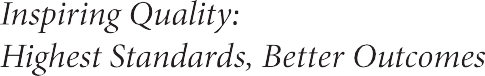 Inspiring Quality:
Highest Standards, Better Outcomes